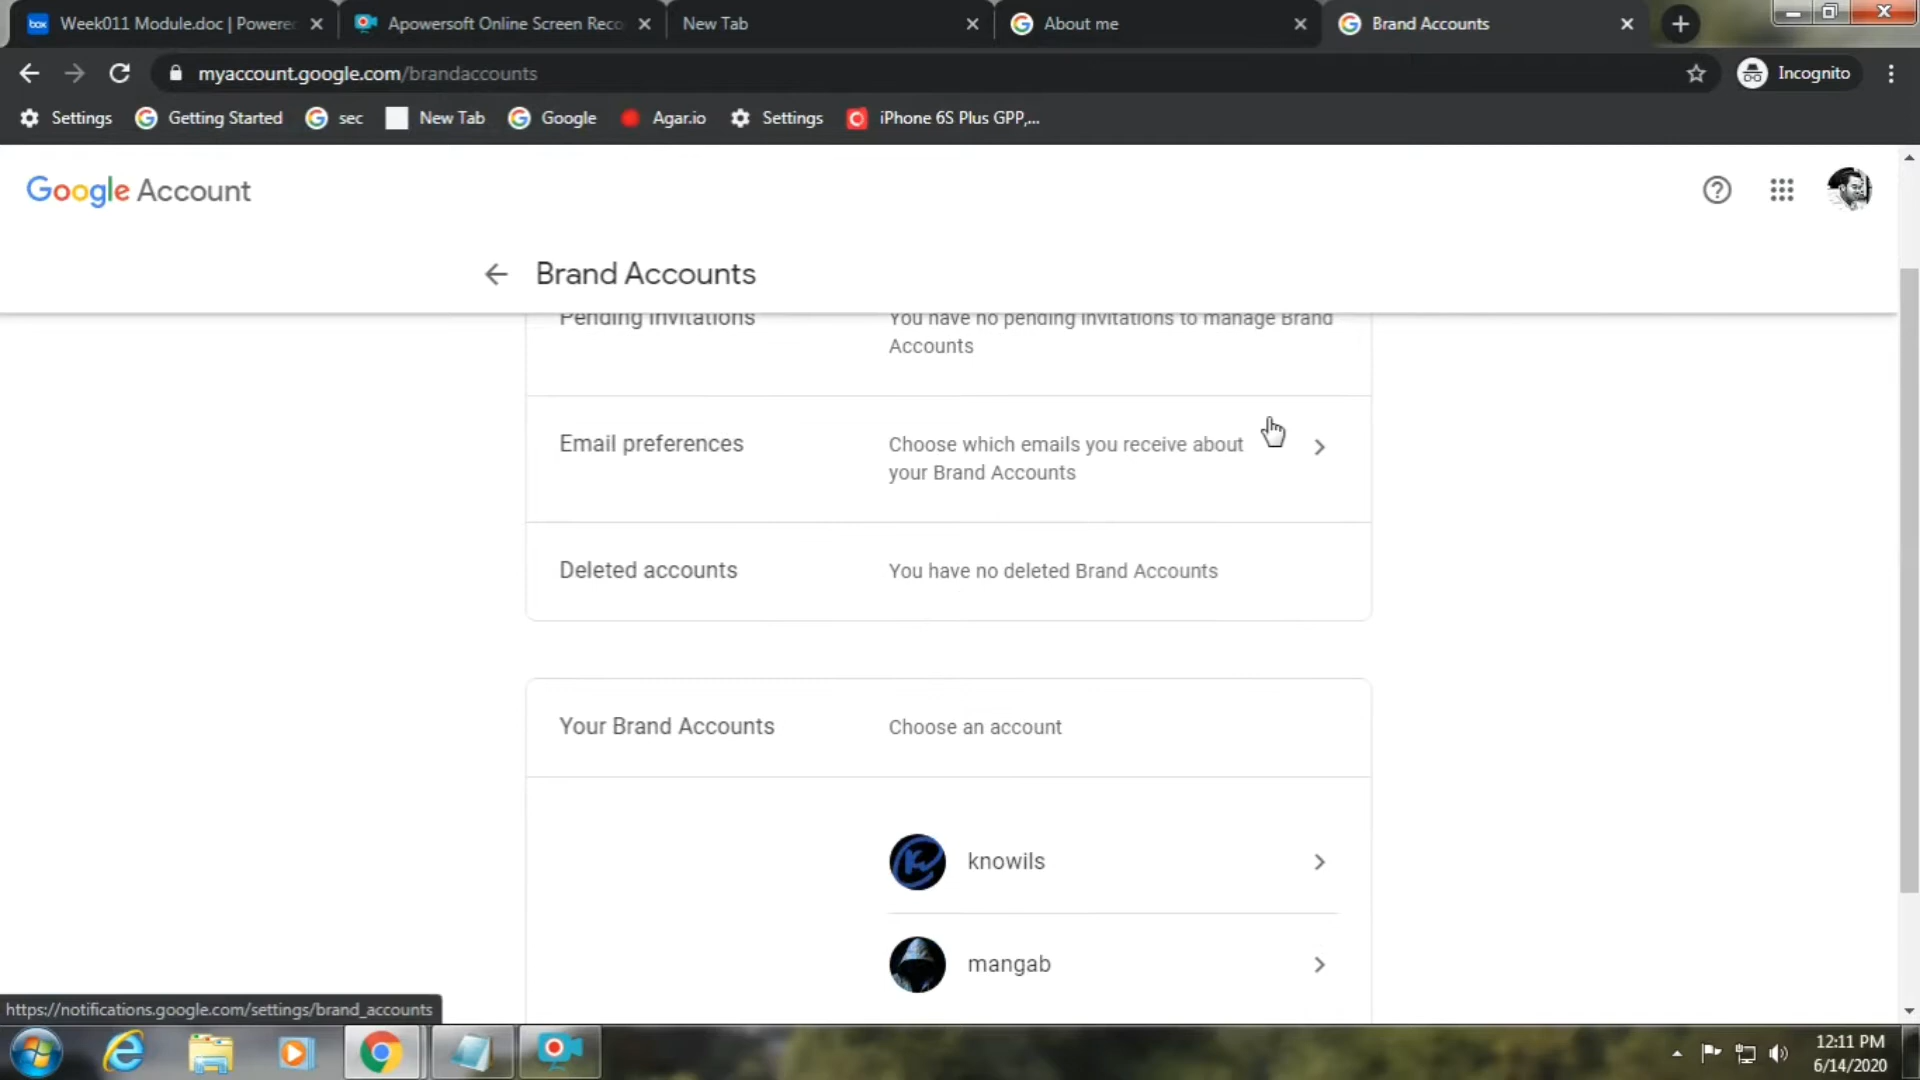 Week011 Module.doc | Powere
Apowersoft Online Screen Reco
New Tab
About me
Brand Accounts
myaccount.google.com/brandaccounts
Incognito
Settings
Getting Started
sec
New Tab
Google
Agar.io
Settings
iPhone 6S Plus GPP,...
Google Account
Brand Accounts
Pending invitations
You have no pending invitations to manage Brand
Accounts
Email preferences
Choose which emails you receive about
your Brand Accounts
Deleted accounts
You have no deleted Brand Accounts
Your Brand Accounts
Choose an account
knowils
mangab
https://notifications.google.com/settings/brand_accounts
12:11 PM
6/14/2020